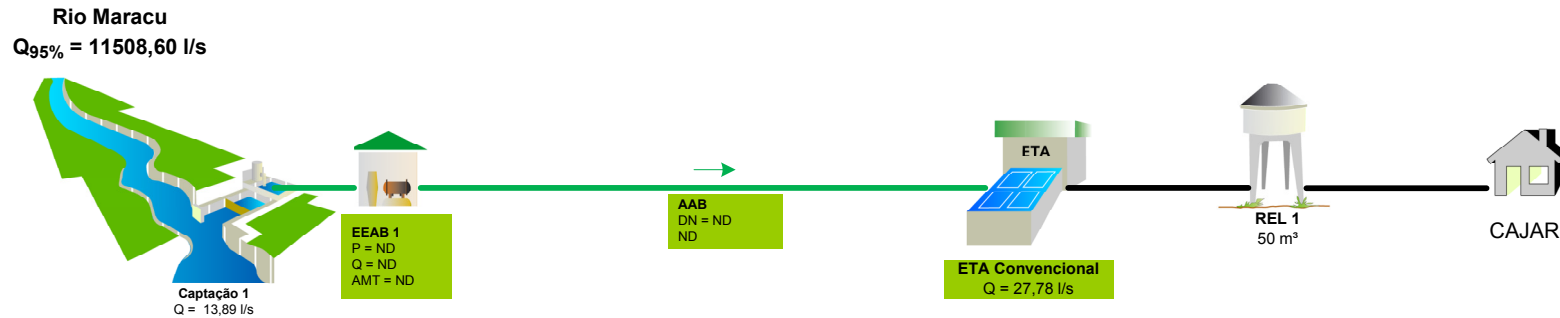 Rio Maracu
Q95% = 11508,60 l/s
Captação 1
Q = 13,89 l/s
EEAB 1
P = ND
Q = ND
AMT = ND
AAB
DN = ND
ND
ETA
ETA Convencional
Q = 27,78 l/s
REL 1
50 m³
CAJAR